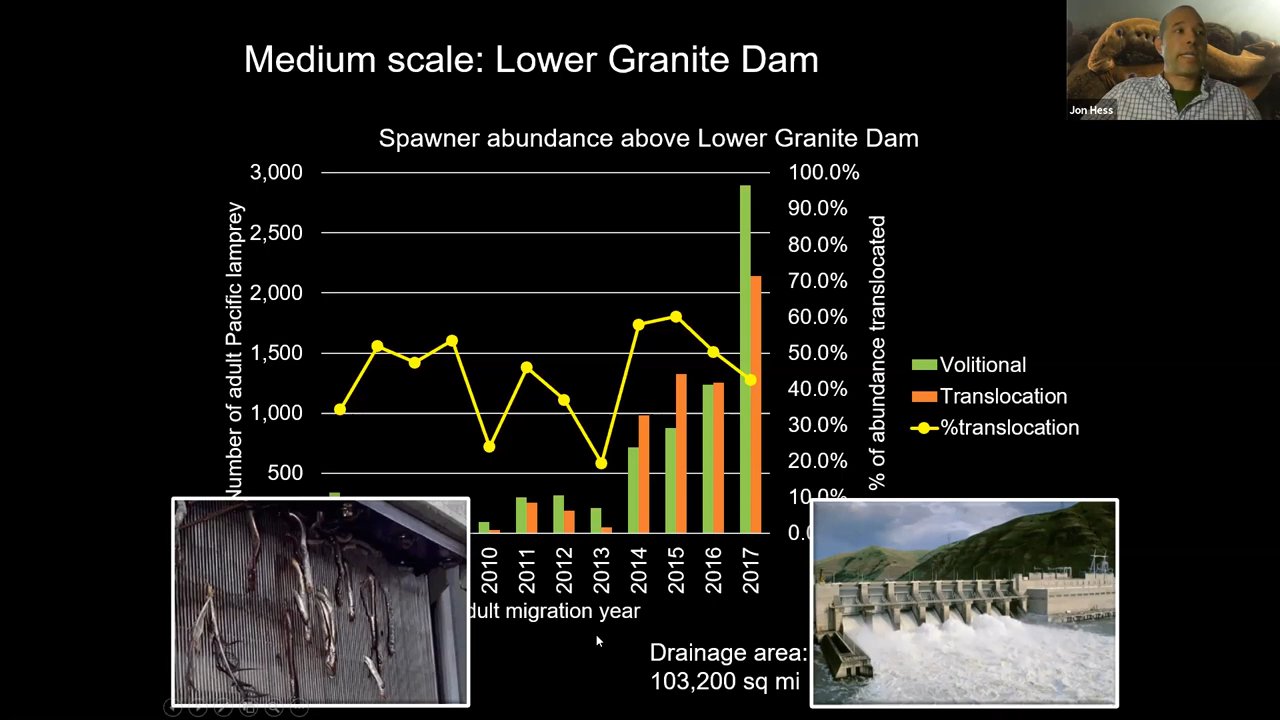 Medium scale: Lower Granite Dam
Jon Hess
Spawner abundance above Lower Granite Dam
3,000
2,500
2,000
1,500
1,000
500
Number of adult Pacific lamprey
100.0%
90.0%
80.0%
70.0%
60.0%
50.0%
40.0%
30.0%
20.0%
% of abundance translocated
Volitional
Translocation
%translocation
2010
2011
2012
2013
2014
2015
2016
2017
migration year
Drainage area:
103,200 sq mi